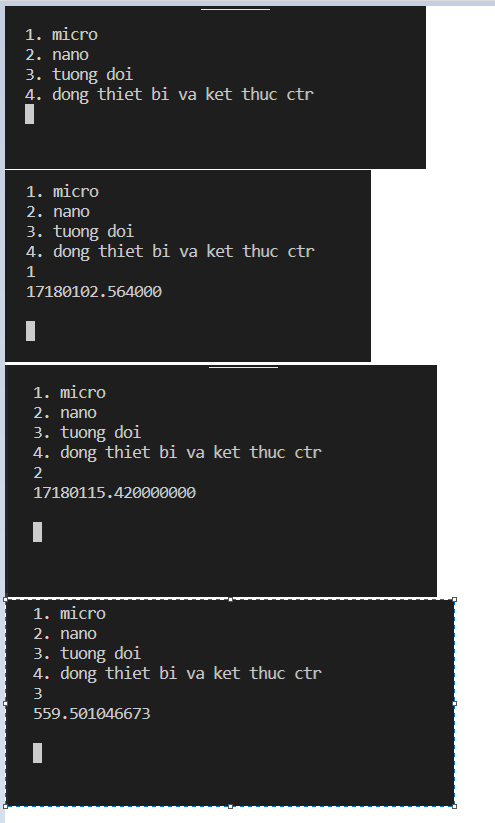 1. micro
2. nano
3. tuong doi
4. dong thiet bi va ket thuc ctr
1. micro
2. nano
3. tuong doi
4. dong thiet bi va ket thuc ctr
1
17180102.564000
1. micro
2. nano
3. tuong doi
4. dong thiet bi va ket thuc ctr
2
17180115.420000000
1. micro
2. nano
3. tuong doi
4. dong thiet bi va ket thuc ctr
3
559.501046673